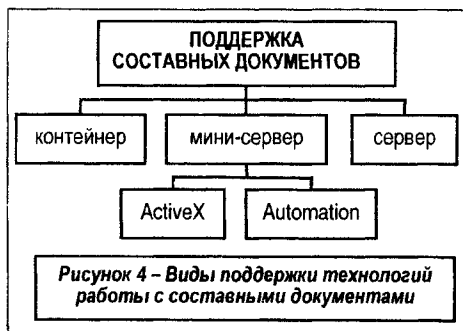 ПОДДЕРЖКА
СОСТАВНЫХ ДОКУМЕНТОВ
контейнер мини-сервер сервер
ActiveX Automation
Рисунок 4 – Виды поддержки технологий
работы с составными документами